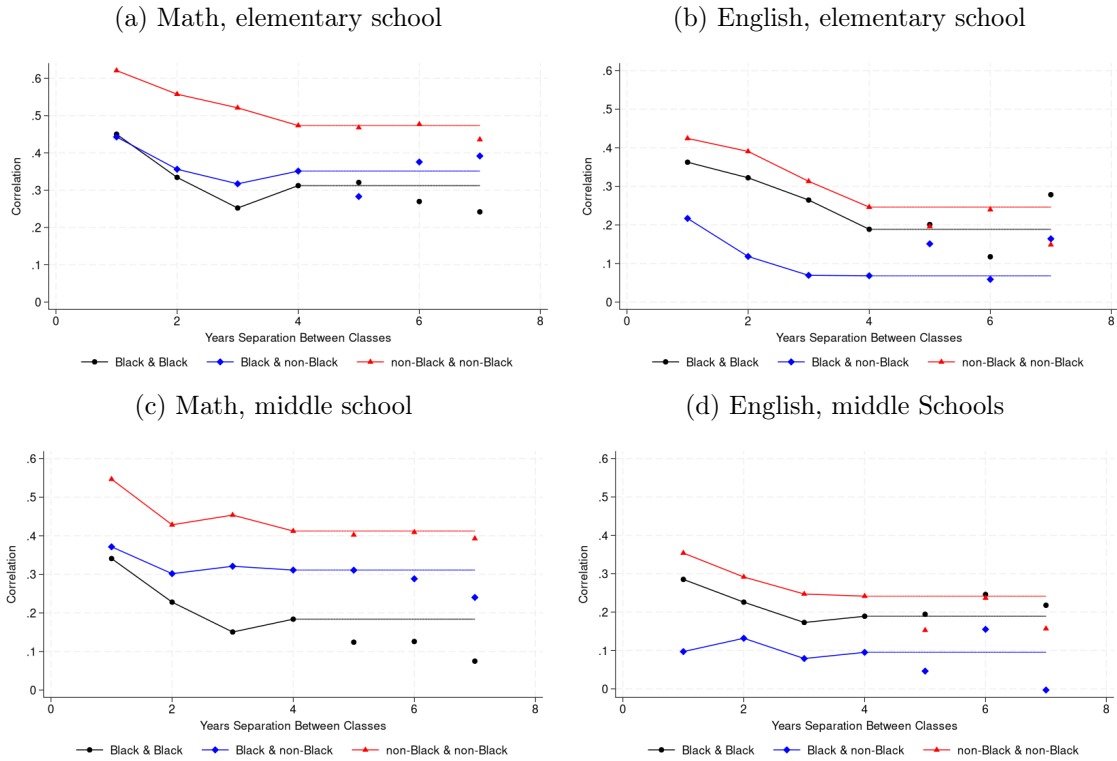 (a) Math, elementary school
.6
.5
.4
.3
.2
.1
0
Correlation
0 2 4 6 8
Years Separation Between Classes
Black & Black Black & non-Black non-Black & non-Black
(b) English, elementary school
.6
.5
.4
.3
.2
.1
0
Correlation
0 2 4 6 8
Years Separation Between Classes
Black & Black Black & non-Black non-Black & non-Black
(c) Math, middle school
.6
.5
.4
.3
.2
.1
0
Correlation
0 2 4 6 8
Years Separation Between Classes
Black & Black Black & non-Black non-Black & non-Black
(d) English, middle Schools
.6
.5
.4
.3
.2
.1
0
Correlation
0 2 4 6 8
Years Separation Between Classes
Black & Black Black & non-Black non-Black & non-Black